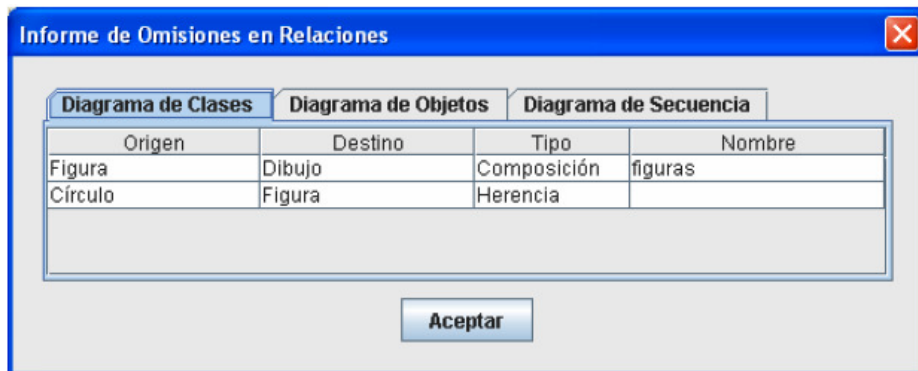 Informe de Omisiones en Relaciones
Diagrama de Clases Diagrama de Objetos Diagrama de Secuencia
Origen Destino Tipo Nombre
Figura Dibujo Composición figuras
Círculo Figura Herencia
Aceptar